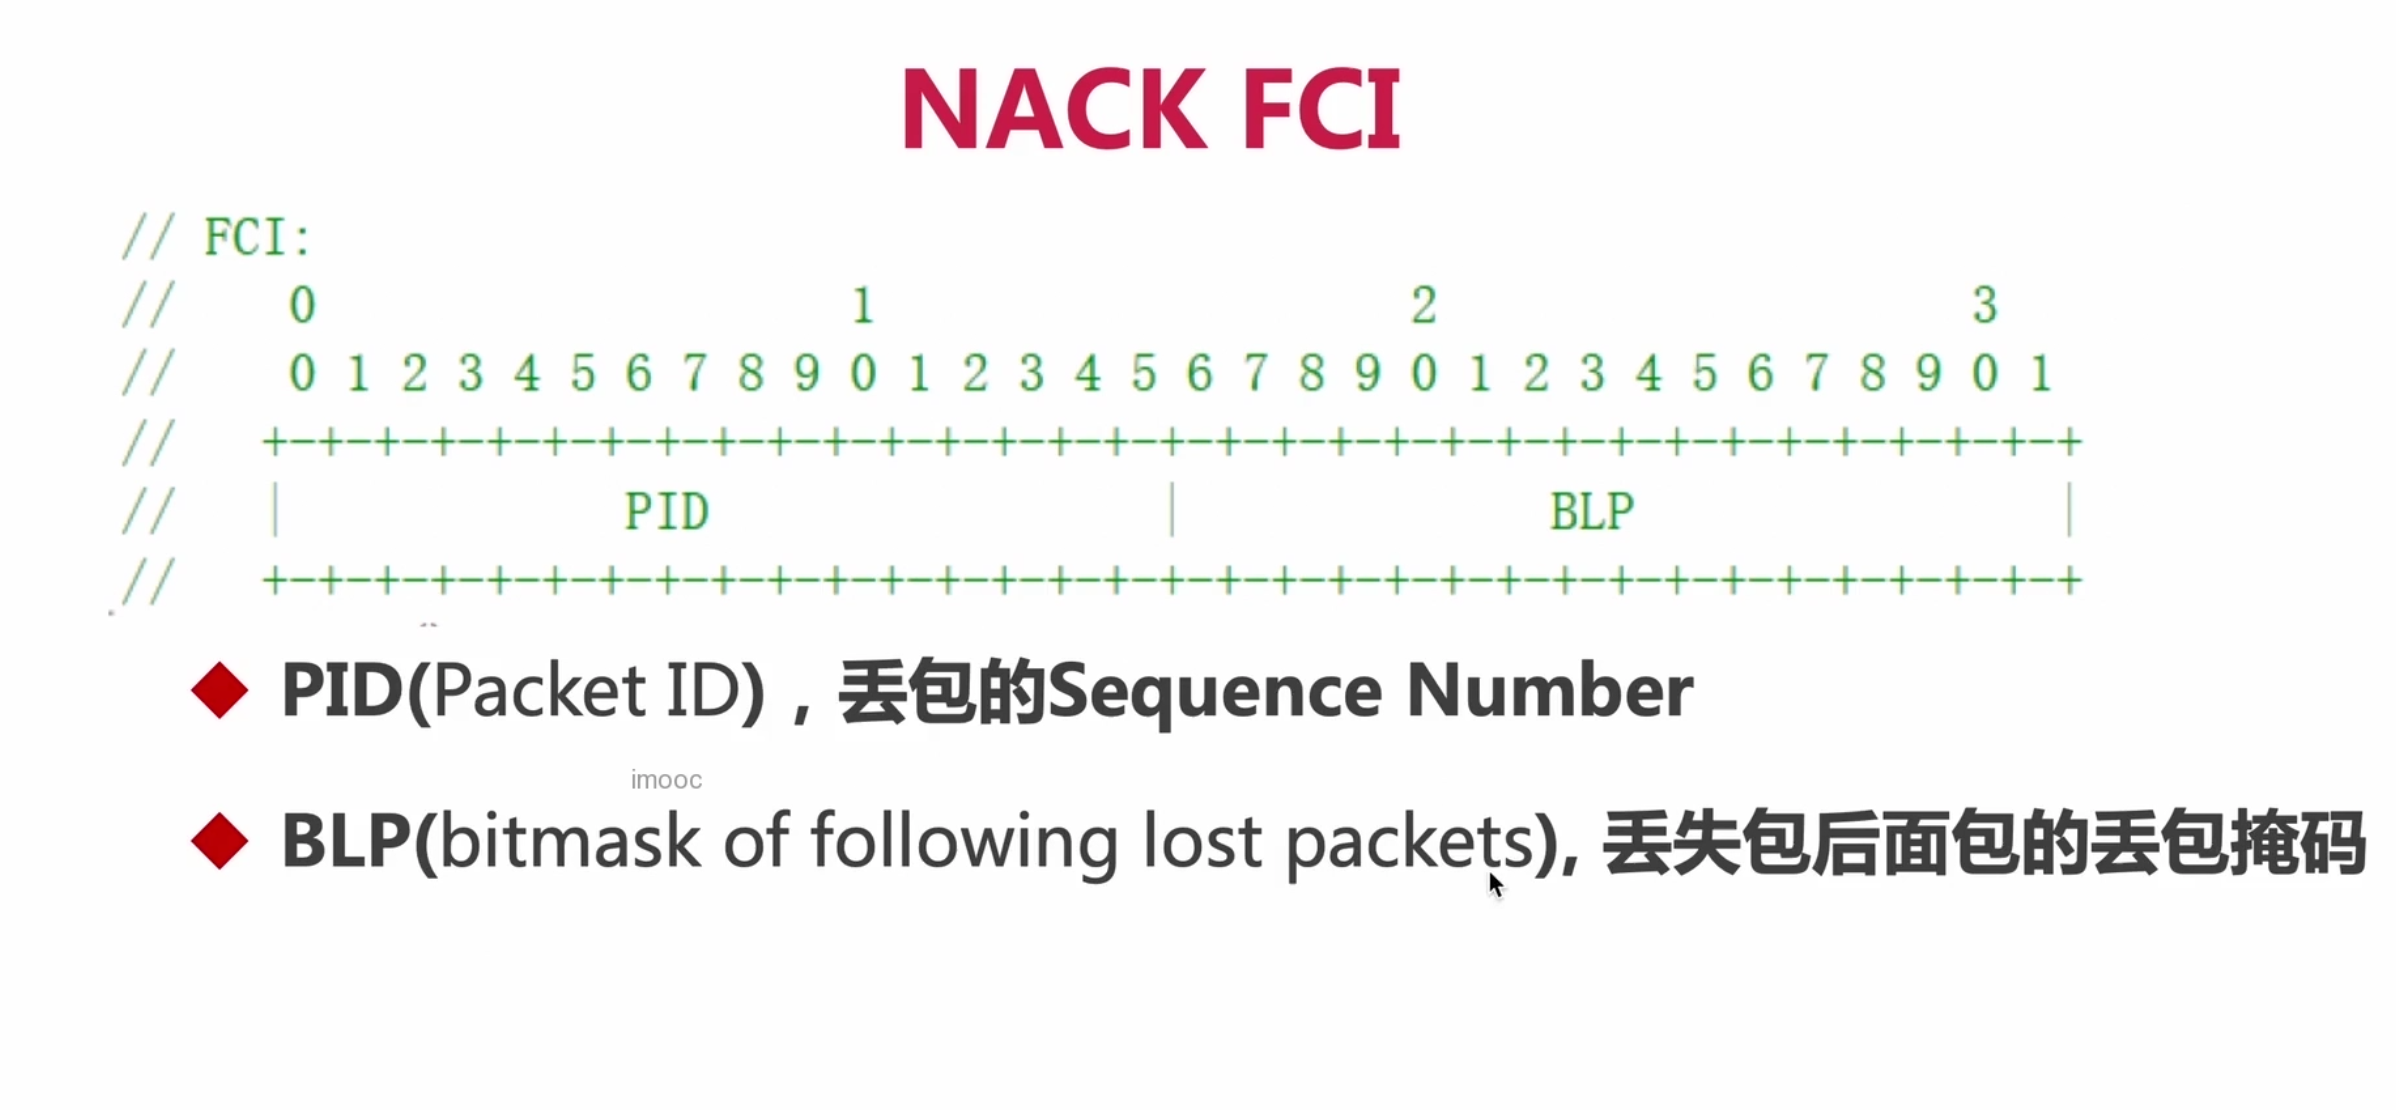 NACK FCI
// FCI:
// 0 1 2 3
// 0 1 2 3 4 5 6 7 8 9 0 1 2 3 4 5 6 7 8 9 0 1 2 3 4 5 6 7 8 9 0 1
// +-+-+-+-+-+-+-+-+-+-+-+-+-+-+-+-+-+-+-+-+-+-+-+-+-+-+-+-+-+-+-+-+
// | PID | BLP |
// +-+-+-+-+-+-+-+-+-+-+-+-+-+-+-+-+-+-+-+-+-+-+-+-+-+-+-+-+-+-+-+-+
PID(Packet ID)，丢包的Sequence Number
imooc
BLP(bitmask of following lost packets), 丢失包后面包的丢包掩码